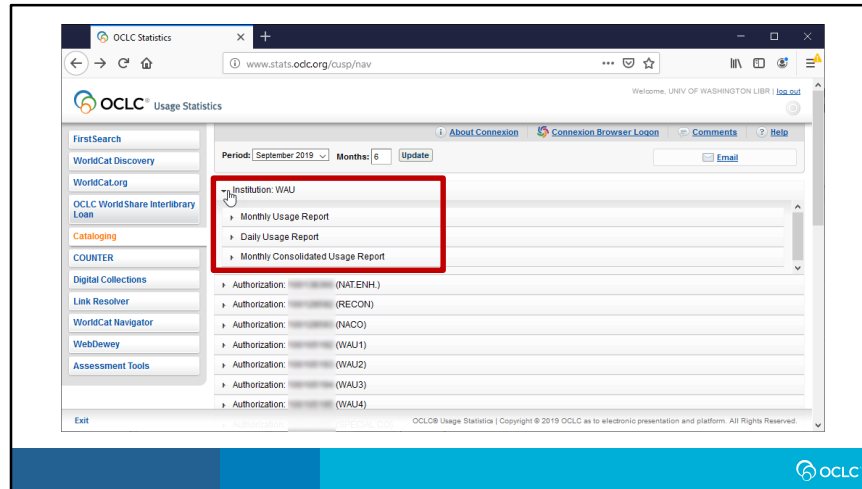 OCLC Statistics
www.stats.oclc.org/cusp/nav
OCLC® Usage Statistics
Welcome, UNIV OF WASHINGTON LIBR | log out
About Connexion Connexion Browser Logon Comments Help
Period: September 2019 Months: 6 Update Email
FirstSearch
WorldCat Discovery
WorldCat.org
OCLC WorldShare Interlibrary
Loan
Cataloging
COUNTER
Digital Collections
Link Resolver
WorldCat Navigator
WebDewey
Assessment Tools
Institution: WAU
Monthly Usage Report
Daily Usage Report
Monthly Consolidated Usage Report
Authorization: (NAT.ENH.)
Authorization: (RECON)
Authorization: (NACO)
Authorization: (WAU1)
Authorization: (WAU2)
Authorization: (WAU3)
Authorization: (WAU4)
Exit
OCLC® Usage Statistics | Copyright © 2019 OCLC as to electronic presentation and platform. All Rights Reserved.
OCLC